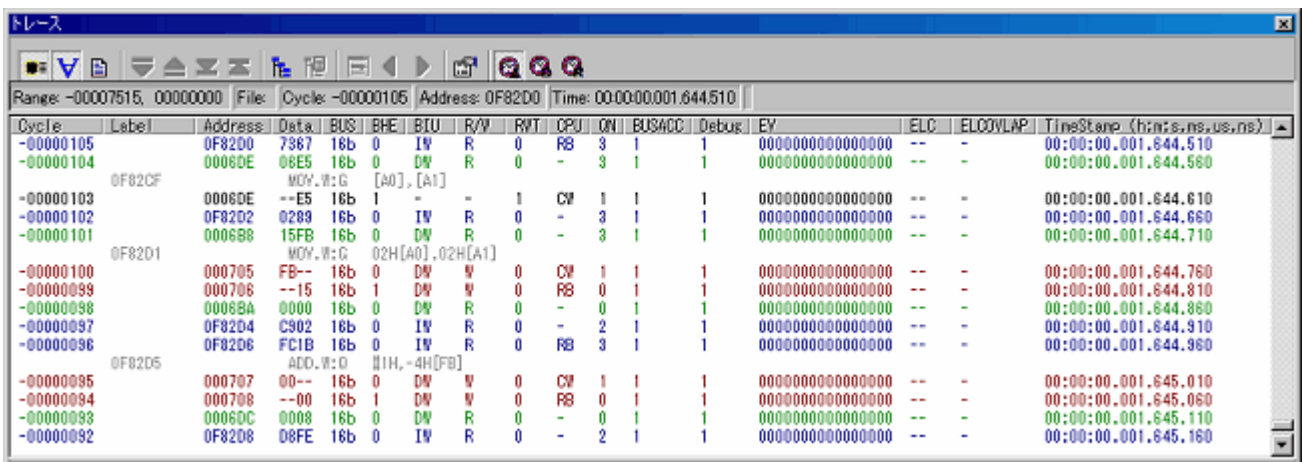 トレース
Range: -00007515, 00000000 File: Cycle: -00000105 Address: 0F82D0 Time: 00:00:00.001.644.510
Cycle Label Address Data BUS BHE BIU R/W RWT CPU QN BUSACC Debug EV ELC ELCOVLAP TimeStamp (h:m:s.ms.us.ns)
-00000105 0F82D0 7367 16b 0 IW R 0 RB 3 1 1 0000000000000000 -- - 00:00:00.001.644.510
-00000104 0006DE 06E5 16b 0 DW R 0 - 3 1 1 0000000000000000 -- - 00:00:00.001.644.560
0F82CF MOV.W:G [A0],[A1]
-00000103 0006DE --E5 16b 1 - - 1 CW 1 1 1 0000000000000000 -- - 00:00:00.001.644.610
-00000102 0F82D2 0289 16b 0 IW R 0 - 3 1 1 0000000000000000 -- - 00:00:00.001.644.660
-00000101 0006B8 15FB 16b 0 DW R 0 - 3 1 1 0000000000000000 -- - 00:00:00.001.644.710
0F82D1 MOV.W:G 02H[A0],02H[A1]
-00000100 000705 FB-- 16b 0 DW W 0 CW 1 1 1 0000000000000000 -- - 00:00:00.001.644.760
-00000099 000706 --15 16b 1 DW W 0 RB 0 1 1 0000000000000000 -- - 00:00:00.001.644.810
-00000098 0006BA 0000 16b 0 DW R 0 - 0 1 1 0000000000000000 -- - 00:00:00.001.644.860
-00000097 0F82D4 C902 16b 0 IW R 0 - 2 1 1 0000000000000000 -- - 00:00:00.001.644.910
-00000096 0F82D6 FC1B 16b 0 IW R 0 RB 3 1 1 0000000000000000 -- - 00:00:00.001.644.960
0F82D5 ADD.W:Q #1H,-4H[FB]
-00000095 000707 00-- 16b 0 DW W 0 CW 1 1 1 0000000000000000 -- - 00:00:00.001.645.010
-00000094 000708 --00 16b 1 DW W 0 RB 0 1 1 0000000000000000 -- - 00:00:00.001.645.060
-00000093 0006DC 0008 16b 0 DW R 0 - 0 1 1 0000000000000000 -- - 00:00:00.001.645.110
-00000092 0F82D8 D8FE 16b 0 IW R 0 - 2 1 1 0000000000000000 -- - 00:00:00.001.645.160